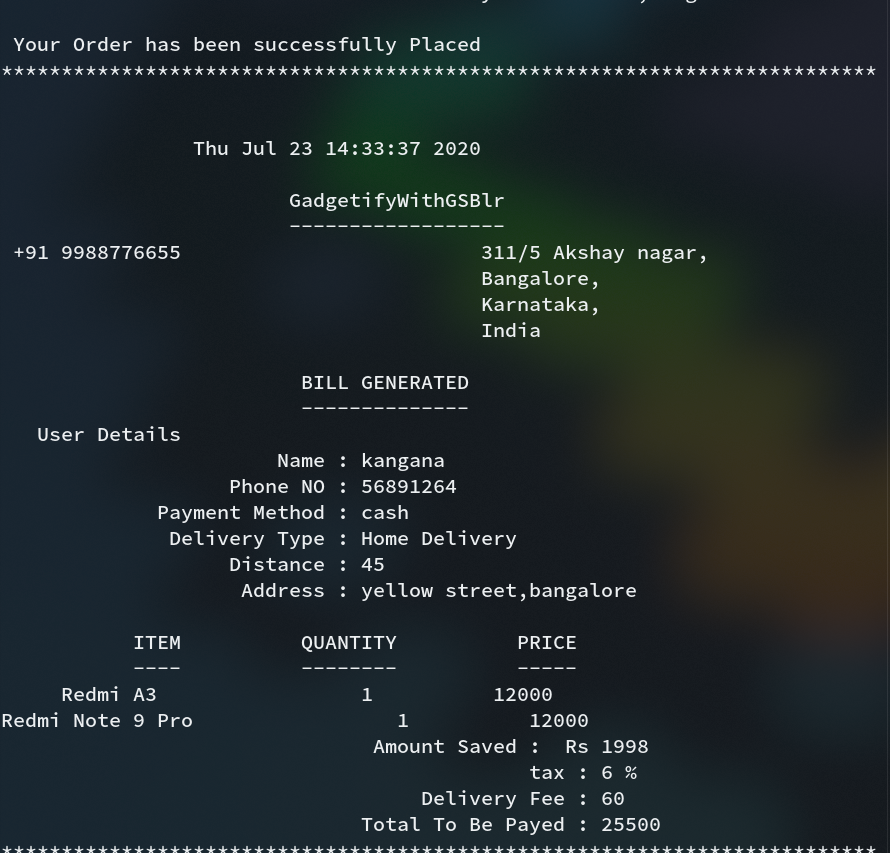 Your Order has been successfully Placed
*************************************************************************
Thu Jul 23 14:33:37 2020
GadgetifyWithGSBlr
------------------
+91 9988776655 311/5 Akshay nagar,
Bangalore,
Karnataka,
India
BILL GENERATED
--------------
User Details
Name : kangana
Phone NO : 56891264
Payment Method : cash
Delivery Type : Home Delivery
Distance : 45
Address : yellow street,bangalore
ITEM QUANTITY PRICE
---- -------- -----
Redmi A3 1 12000
Redmi Note 9 Pro 1 12000
Amount Saved :  Rs 1998
tax : 6 %
Delivery Fee : 60
Total To Be Payed : 25500
*************************************************************************